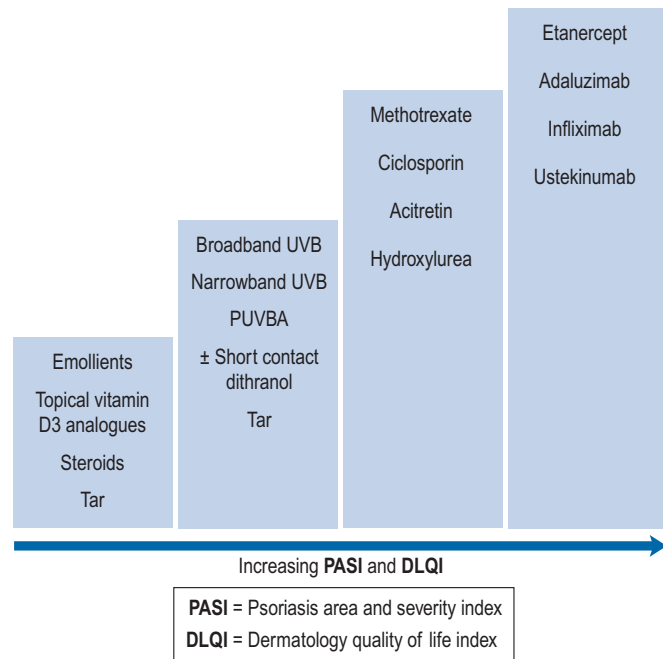 Emollients
Topical vitamin
D3 analogues
Steroids
Tar
Broadband UVB
Narrowband UVB
PUVBA
± Short contact
dithranol
Tar
Methotrexate
Ciclosporin
Acitretin
Hydroxylurea
Etanercept
Adaluzimab
Infliximab
Ustekinumab
Increasing PASI and DLQI
PASI = Psoriasis area and severity index
DLQI = Dermatology quality of life index